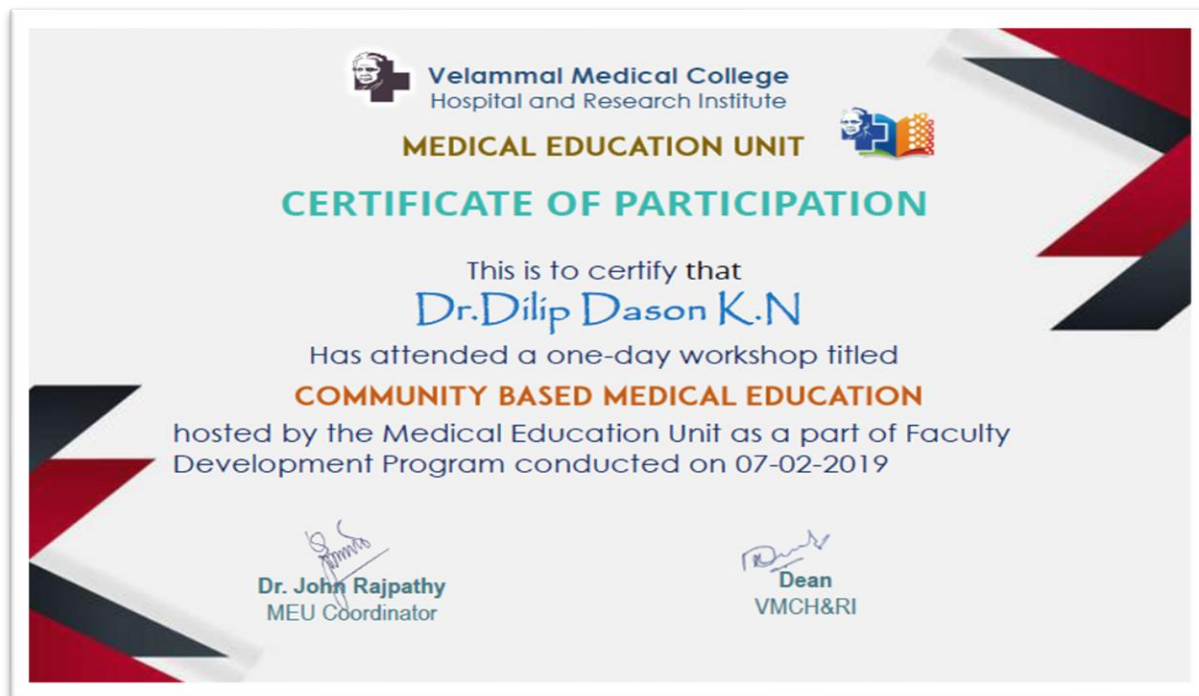 Velammal Medical College
Hospital and Research Institute
MEDICAL EDUCATION UNIT
CERTIFICATE OF PARTICIPATION
This is to certify that
Dr.Dilip Dason K.N
Has attended a one-day workshop titled
COMMUNITY BASED MEDICAL EDUCATION
hosted by the Medical Education Unit as a part of Faculty
Development Program conducted on 07-02-2019
Dr. John Rajpathy
MEU Coordinator
Dean
VMCH&RI